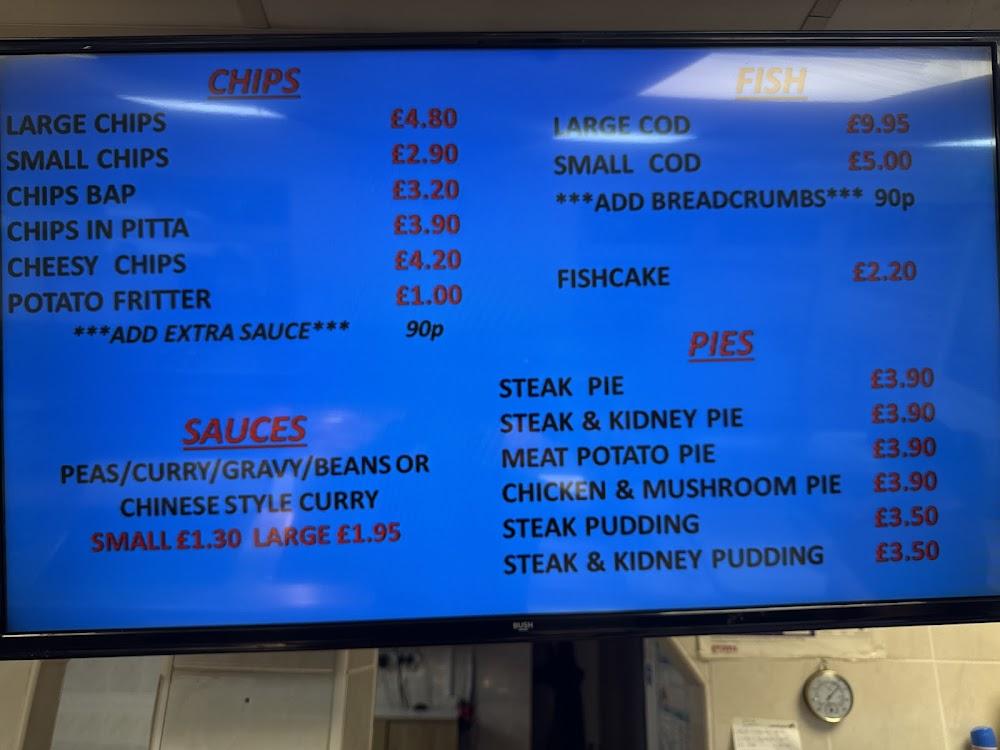 CHIPS
LARGE CHIPS £4.80
SMALL CHIPS £2.90
CHIPS BAP £3.20
CHIPS IN PITTA £3.90
CHEESY CHIPS £4.20
POTATO FRITTER £1.00
***ADD EXTRA SAUCE*** 90p
SAUCES
PEAS/CURRY/GRAVY/BEANS OR
CHINESE STYLE CURRY
SMALL £1.30 LARGE £1.95
FISH
LARGE COD £9.95
SMALL COD £5.00
***ADD BREADCRUMBS*** 90p
FISHCAKE £2.20
PIES
STEAK PIE £3.90
STEAK & KIDNEY PIE £3.90
MEAT POTATO PIE £3.90
CHICKEN & MUSHROOM PIE £3.90
STEAK PUDDING £3.50
STEAK & KIDNEY PUDDING £3.50
BUSH